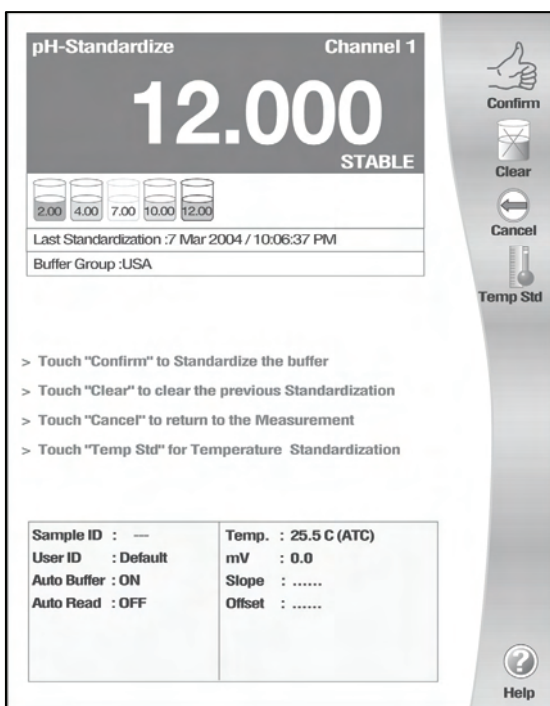 pH-Standardize Channel 1
12.000
STABLE
2.00 4.00 7.00 10.00 12.00
Last Standardization :7 Mar 2004 / 10:06:37 PM
Buffer Group :USA
Confirm
Clear
Cancel
Temp Std
> Touch "Confirm" to Standardize the buffer
> Touch "Clear" to clear the previous Standardization
> Touch "Cancel" to return to the Measurement
> Touch "Temp Std" for Temperature Standardization
Sample ID : ---
User ID : Default
Auto Buffer : ON
Auto Read : OFF
Temp. : 25.5 C (ATC)
mV : 0.0
Slope : ......
Offset : ......
?
Help